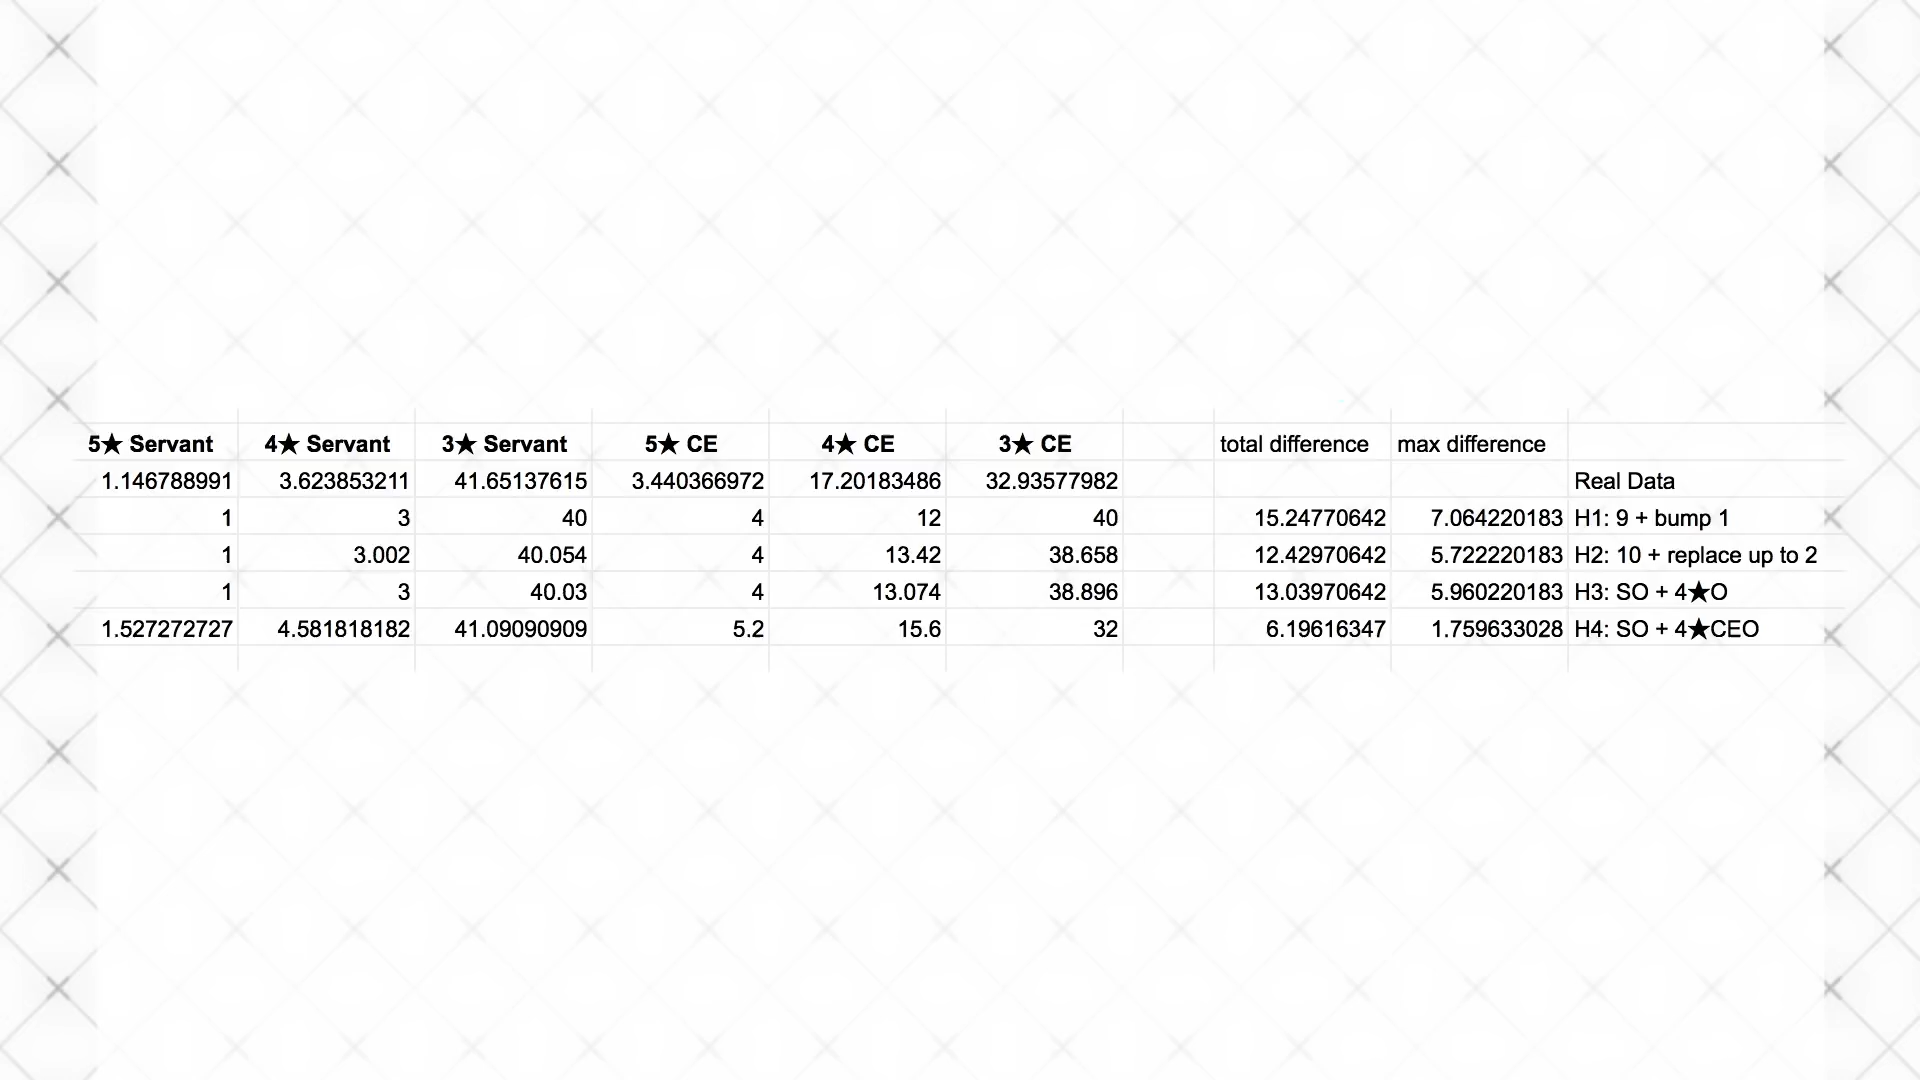 5★ Servant 4★ Servant 3★ Servant 5★ CE 4★ CE 3★ CE total difference max difference
1.146788991 3.623853211 41.65137615 3.440366972 17.20183486 32.93577982 Real Data
1 3 40 4 12 40 15.24770642 7.064220183 H1: 9 + bump 1
1 3.002 40.054 4 13.42 38.658 12.42970642 5.722220183 H2: 10 + replace up to 2
1 3 40.03 4 13.074 38.896 13.03970642 5.960220183 H3: SO + 4★O
1.527272727 4.581818182 41.09090909 5.2 15.6 32 6.19616347 1.759633028 H4: SO + 4★CEO